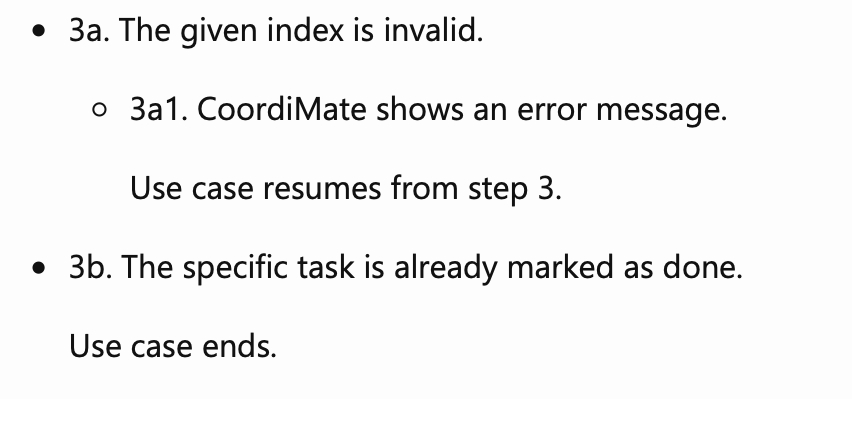 • 3a. The given index is invalid.
○ 3a1. CoordiMate shows an error message.
Use case resumes from step 3.
• 3b. The specific task is already marked as done.
Use case ends.